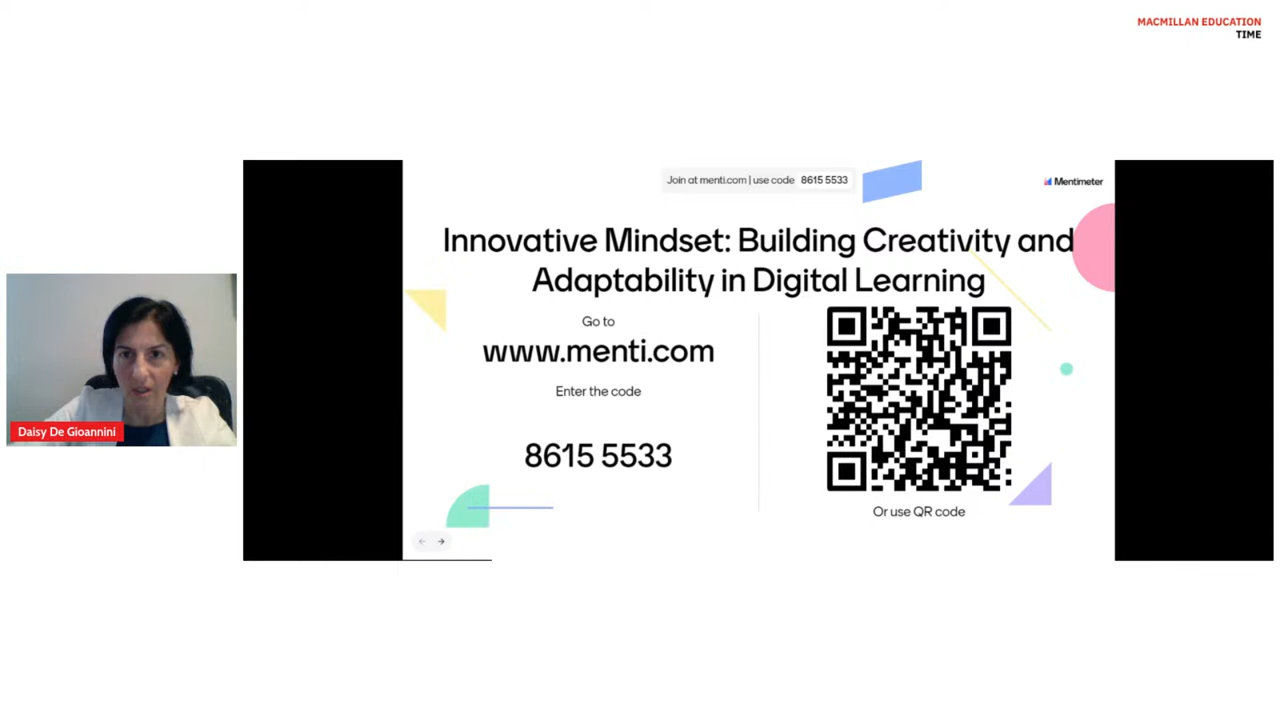 MACMILLAN EDUCATION
TIME
Join at menti.com | use code 8615 5533
Mentimeter
Innovative Mindset: Building Creativity and
Adaptability in Digital Learning
Go to
www.menti.com
Enter the code
8615 5533
Or use QR code
Daisy De Gioannini